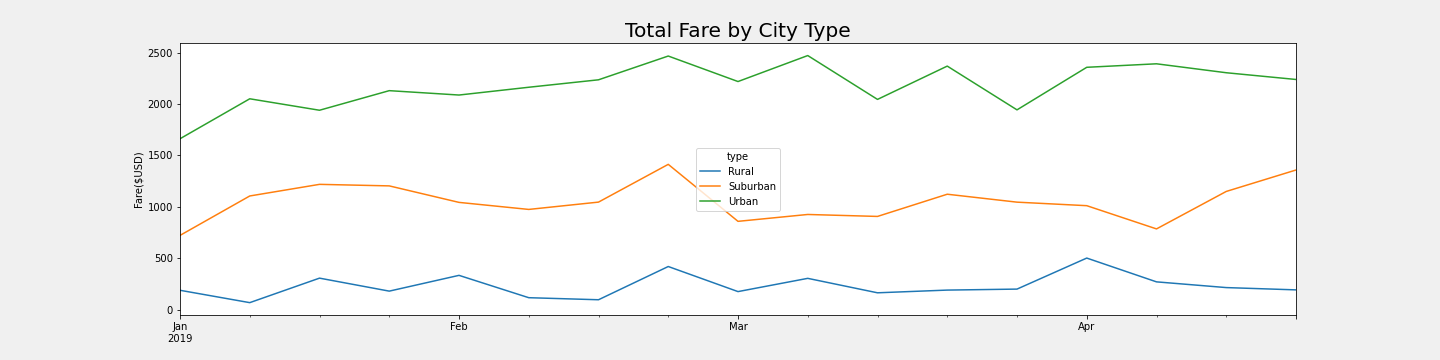 Total Fare by City Type
2500
2000
1500
1000
500
0
Fare($USD)
type
Rural
Suburban
Urban
Jan
2019
Feb
Mar
Apr